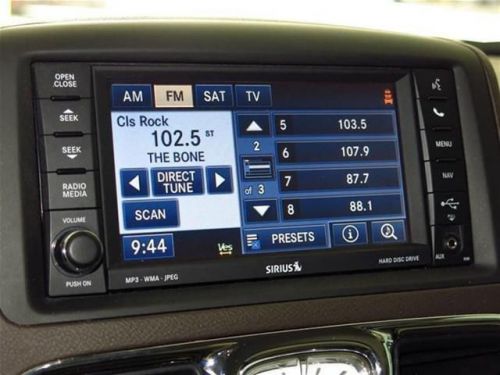 OPEN
CLOSE
SEEK
SEEK
RADIO
MEDIA
VOLUME
PUSH ON
AM
FM
SAT
TV
Cls Rock
102.5 ST
THE BONE
DIRECT
TUNE
SCAN
9:44
Yes
2
of 3
5 103.5
6 107.9
7 87.7
8 88.1
PRESETS
i
MP3 - WMA - JPEG
SIRIUS
HARD DISC DRIVE
MENU
NAV
AUX